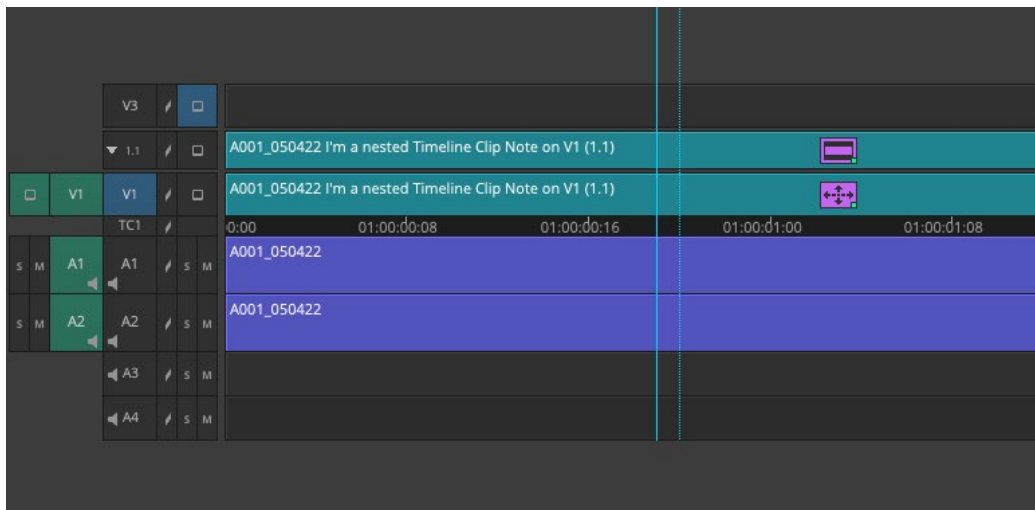 V3
1.1 A001_050422 I'm a nested Timeline Clip Note on V1 (1.1)
V1 V1 A001_050422 I'm a nested Timeline Clip Note on V1 (1.1)
TC1 0:00 01:00:00:08 01:00:00:16 01:00:01:00 01:00:01:08
S M A1 A1 S M A001_050422
S M A2 A2 S M A001_050422
A3 S M
A4 S M